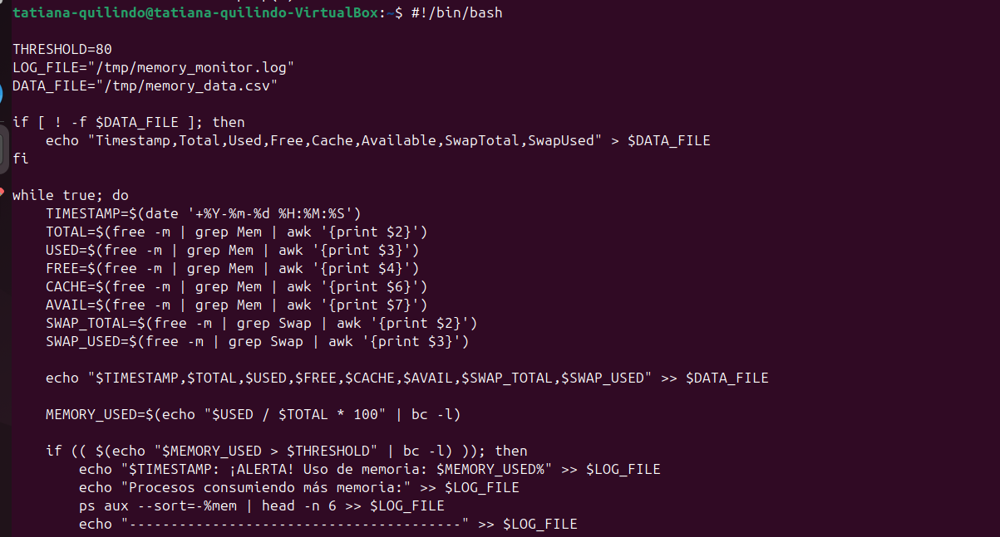 tatiana-quilindo@tatiana-quilindo-VirtualBox:~$ #!/bin/bash

THRESHOLD=80
LOG_FILE="/tmp/memory_monitor.log"
DATA_FILE="/tmp/memory_data.csv"

if [ ! -f $DATA_FILE ]; then
    echo "Timestamp,Total,Used,Free,Cache,Available,SwapTotal,SwapUsed" > $DATA_FILE
fi

while true; do
    TIMESTAMP=$(date '+%Y-%m-%d %H:%M:%S')
    TOTAL=$(free -m | grep Mem | awk '{print $2}')
    USED=$(free -m | grep Mem | awk '{print $3}')
    FREE=$(free -m | grep Mem | awk '{print $4}')
    CACHE=$(free -m | grep Mem | awk '{print $6}')
    AVAIL=$(free -m | grep Mem | awk '{print $7}')
    SWAP_TOTAL=$(free -m | grep Swap | awk '{print $2}')
    SWAP_USED=$(free -m | grep Swap | awk '{print $3}')

    echo "$TIMESTAMP,$TOTAL,$USED,$FREE,$CACHE,$AVAIL,$SWAP_TOTAL,$SWAP_USED" >> $DATA_FILE

    MEMORY_USED=$(echo "$USED / $TOTAL * 100" | bc -l)

    if (( $(echo "$MEMORY_USED > $THRESHOLD" | bc -l) )); then
        echo "$TIMESTAMP: ¡ALERTA! Uso de memoria: $MEMORY_USED%" >> $LOG_FILE
        echo "Procesos consumiendo más memoria:" >> $LOG_FILE
        ps aux --sort=-%mem | head -n 6 >> $LOG_FILE
        echo "----------------------------------------" >> $LOG_FILE